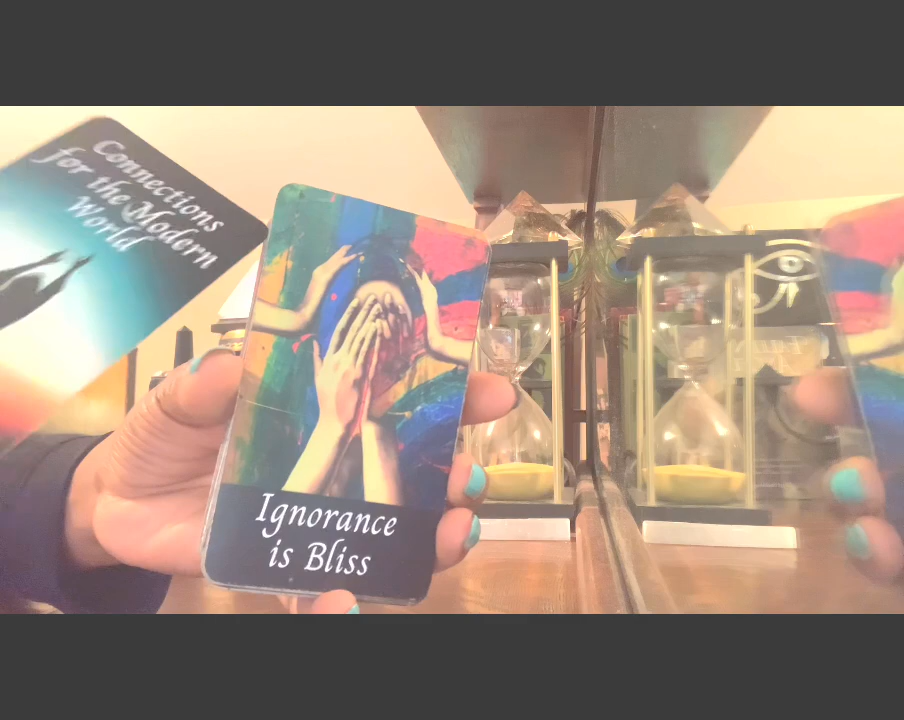 Connections
for the Modern
World
Ignorance
is Bliss